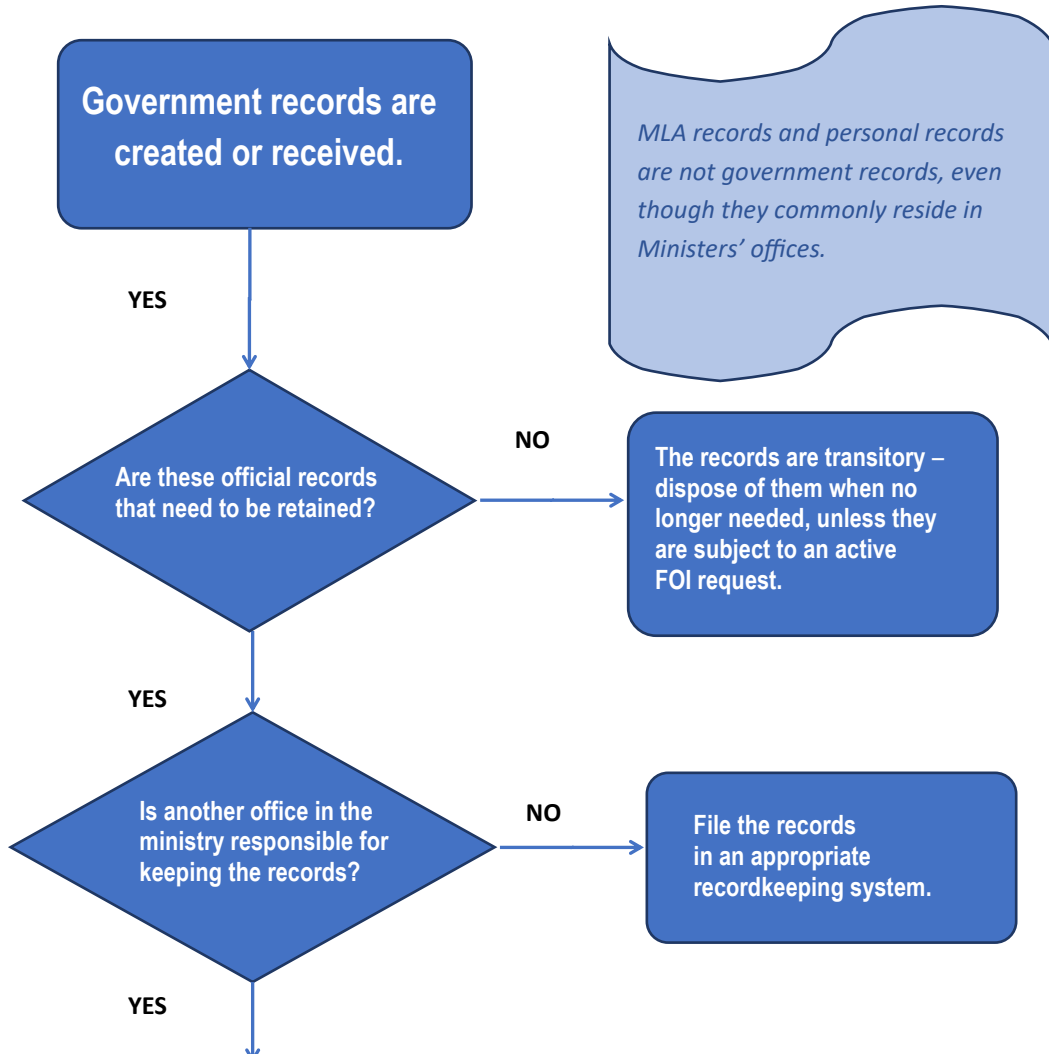 Government records are
created or received.
MLA records and personal records
are not government records, even
though they commonly reside in
Ministers’ offices.
YES
Are these official records
that need to be retained?
NO
The records are transitory –
dispose of them when no
longer needed, unless they
are subject to an active
FOI request.
YES
Is another office in the
ministry responsible for
keeping the records?
NO
File the records
in an appropriate
recordkeeping system.
YES